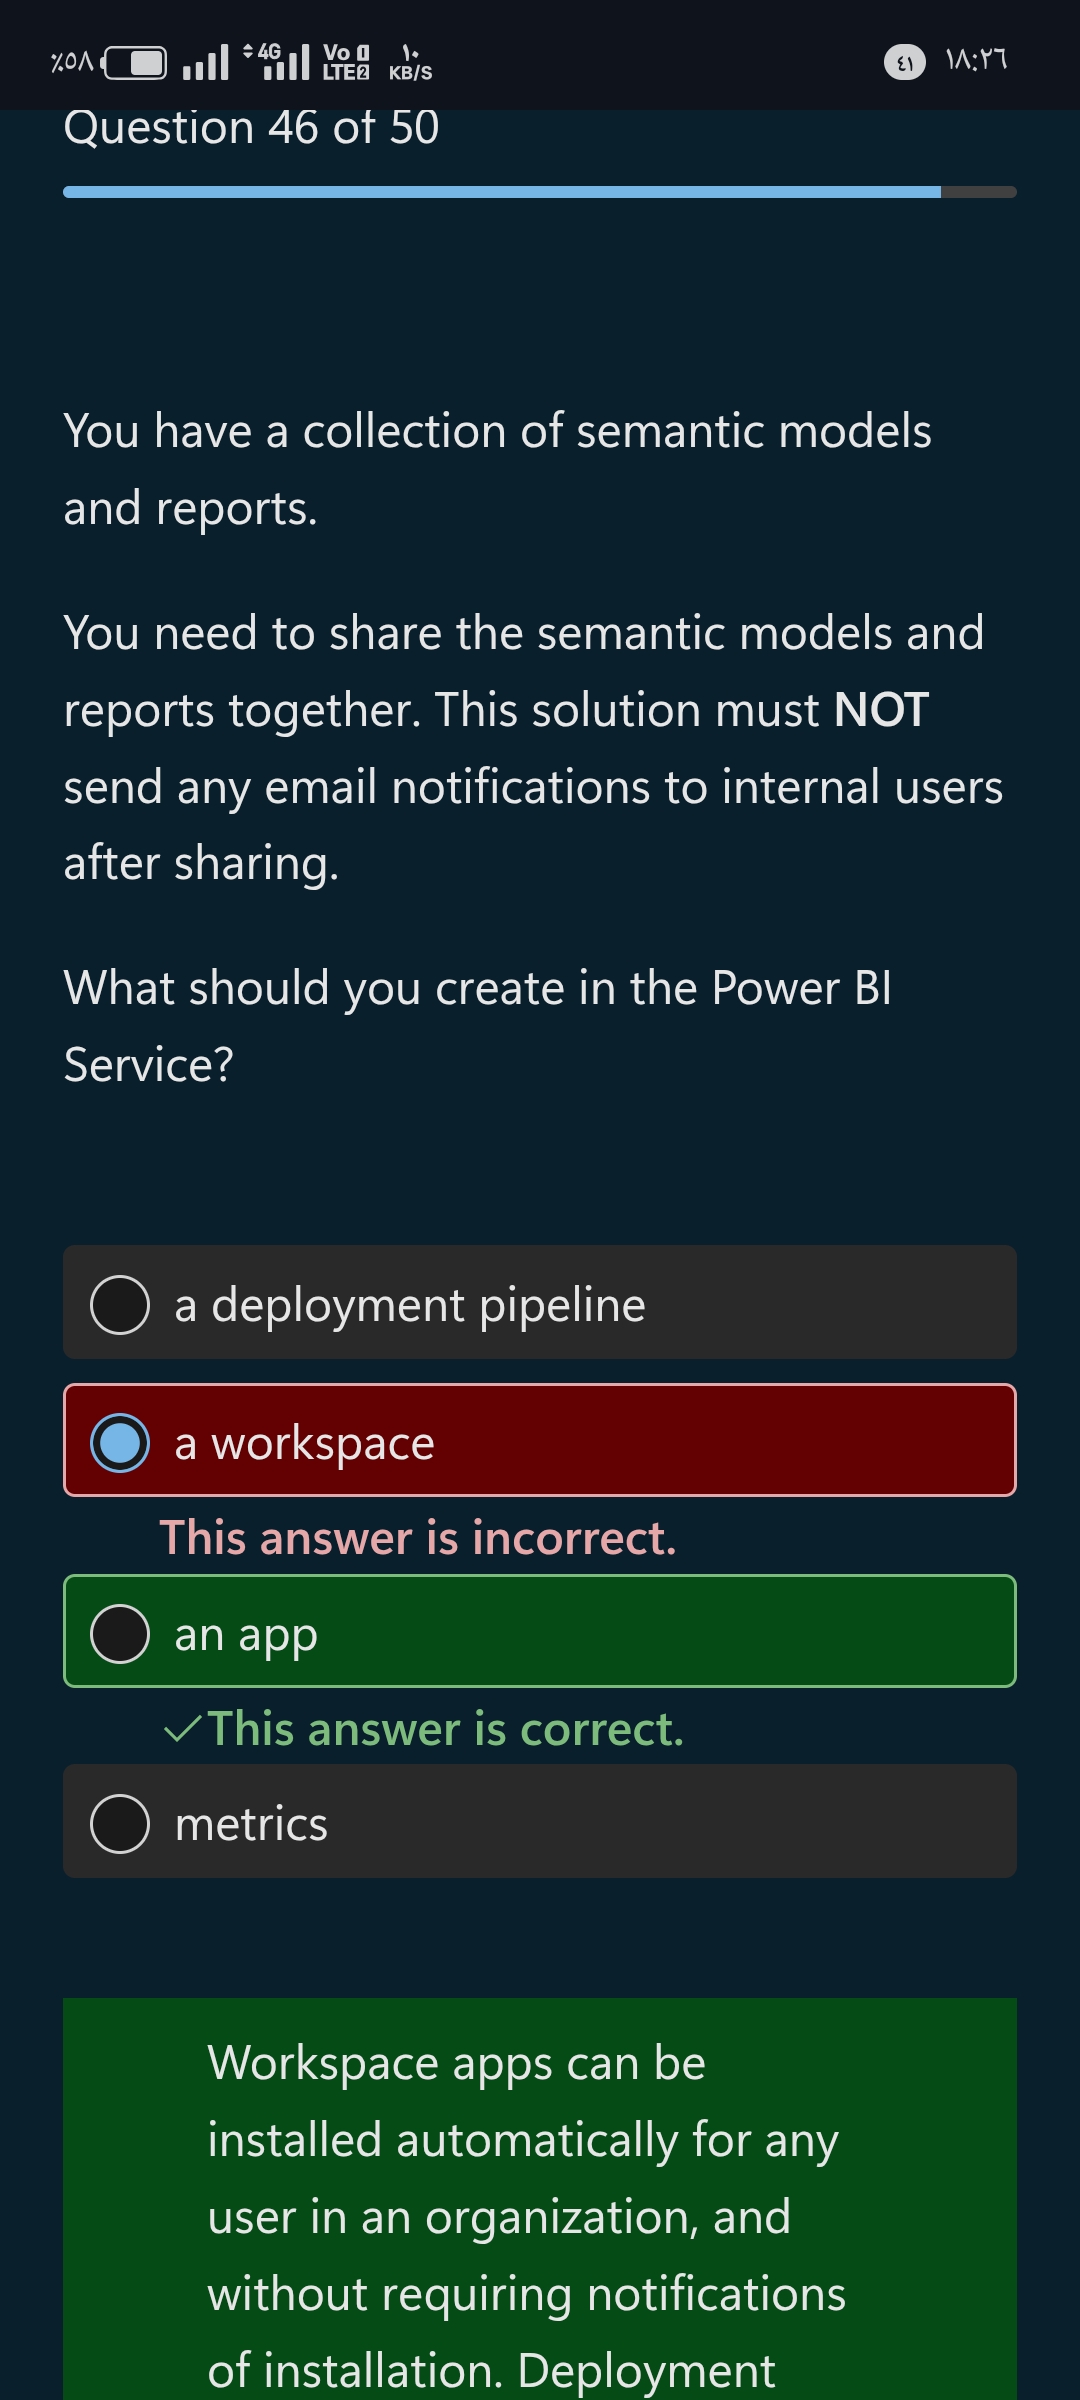 ٪٥٨ 4G Vo 1 LTE 2 ١٠ KB/S ٤١ ١٨:٢٦
Question 46 of 50
You have a collection of semantic models
and reports.
You need to share the semantic models and
reports together. This solution must NOT
send any email notifications to internal users
after sharing.
What should you create in the Power BI
Service?
a deployment pipeline
a workspace
This answer is incorrect.
an app
✓This answer is correct.
metrics
Workspace apps can be
installed automatically for any
user in an organization, and
without requiring notifications
of installation. Deployment